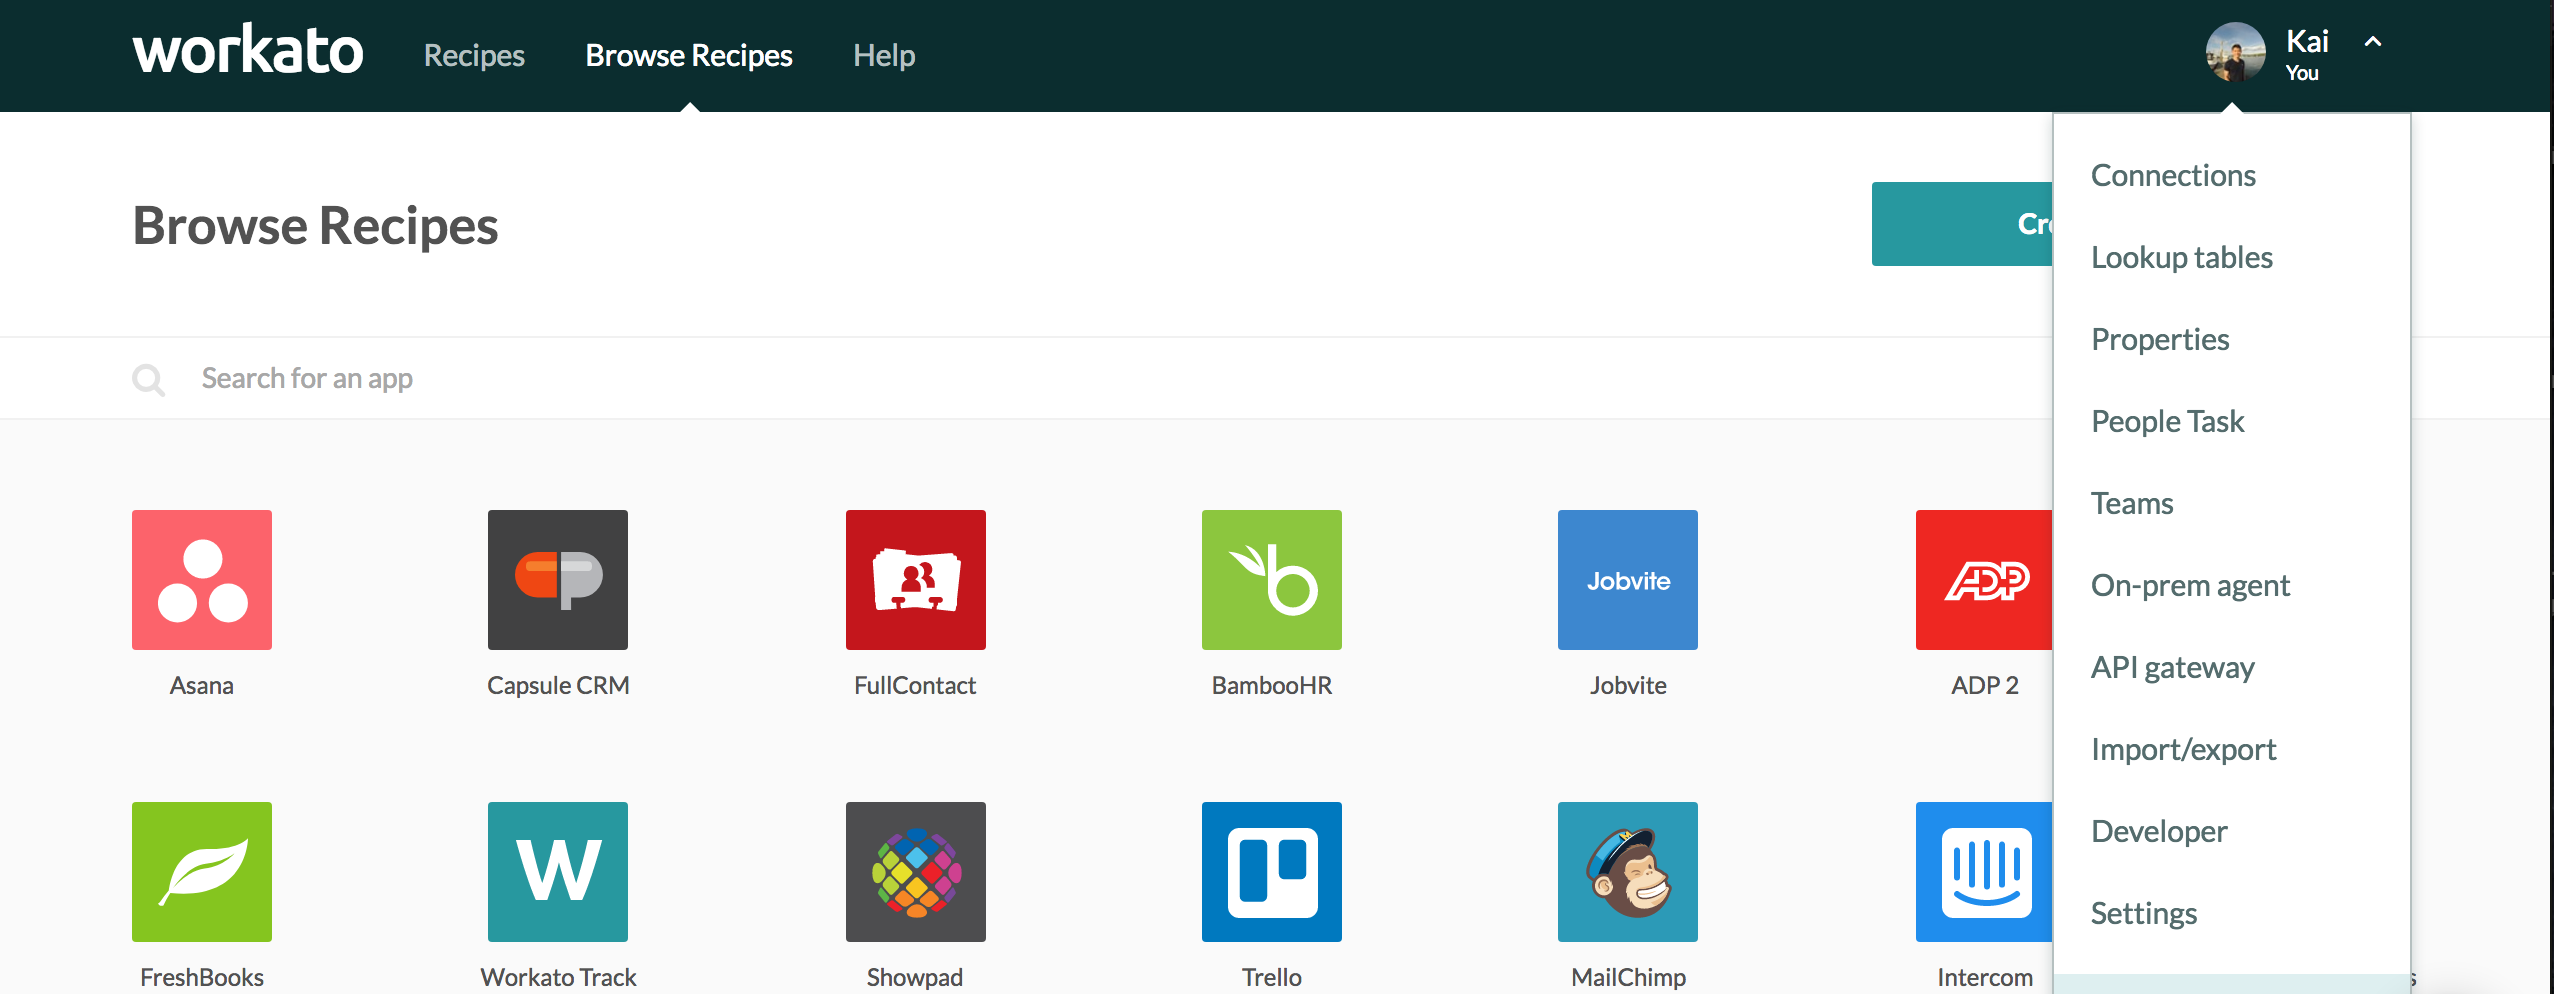 workato
Recipes
Browse Recipes
Help
Kai
You
Browse Recipes
Search for an app
Connections
Lookup tables
Properties
People Task
Teams
On-prem agent
API gateway
Import/export
Developer
Settings
Jobvite
ADP
Asana
Capsule CRM
FullContact
BambooHR
Jobvite
ADP 2
W
FreshBooks
Workato Track
Showpad
Trello
MailChimp
Intercom